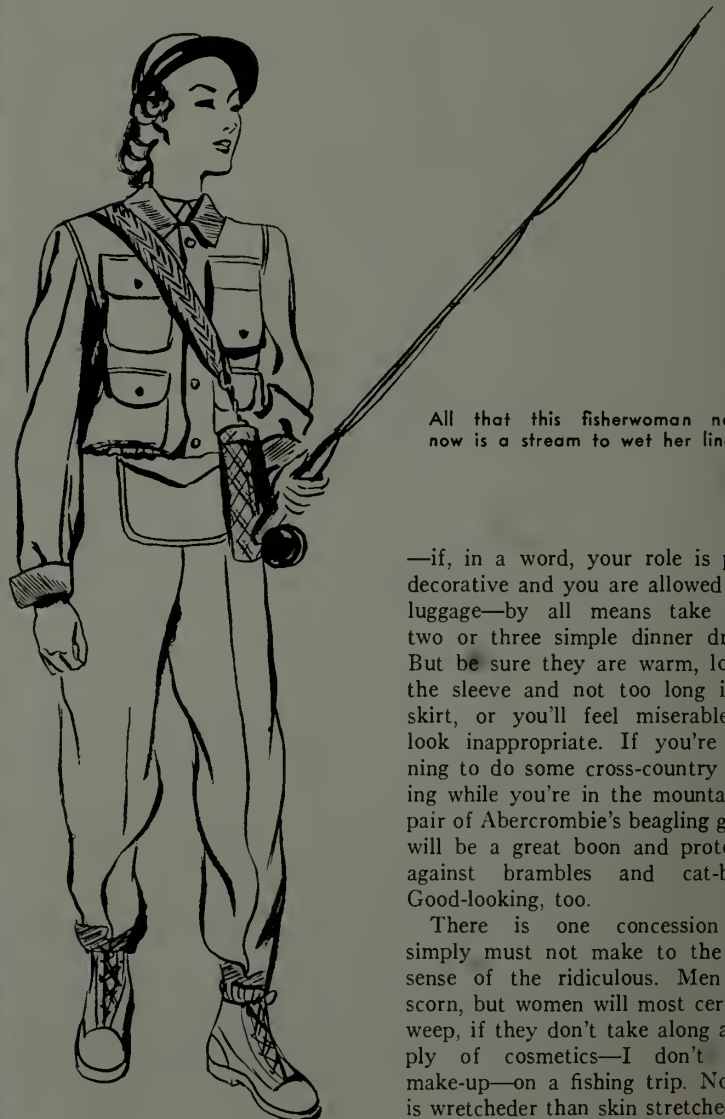 All that this fisherwoman
now is a stream to wet her
—if, in a word, your role is
decorative and you are allowed
luggage—by all means take
two or three simple dinner
But be sure they are warm,
the sleeve and not too long
skirt, or you'll feel miserable
look inappropriate. If you're
ning to do some cross-country
ing while you're in the
pair of Abercrombie's beagling
will be a great boon and
against brambles and
Good-looking, too.
There is one concession
simply must not make to the
sense of the ridiculous. Men
scorn, but women will most
weep, if they don't take along
ply of cosmetics—I don't
make-up—on a fishing trip.
is wretcheder than skin